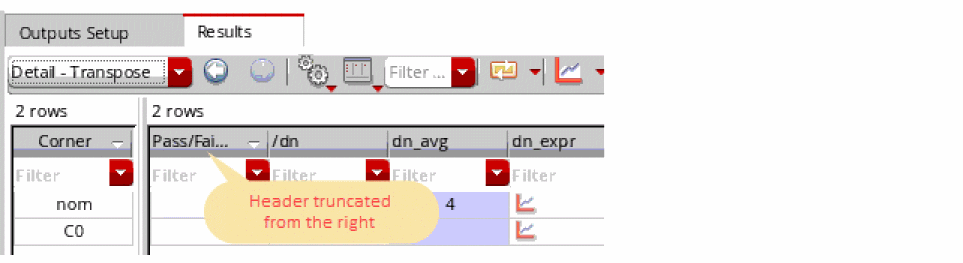 Outputs Setup Results
Detail - Transpose Filter ...
2 rows 2 rows
Corner Pass/Fai... /dn dn_avg dn_expr
Filter Filter Filter Filter Filter
nom 4
C0
Header truncated
from the right